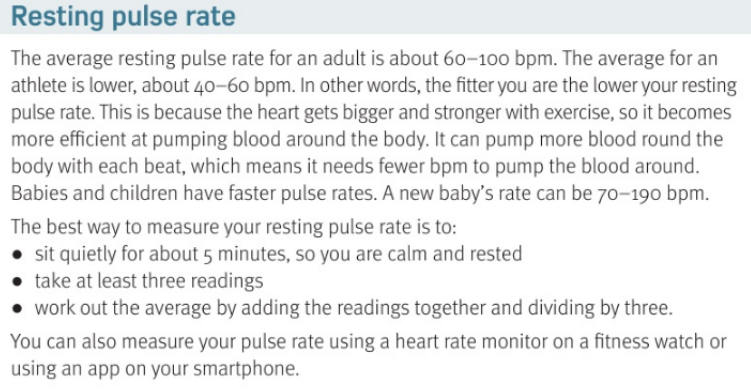 Resting pulse rate
The average resting pulse rate for an adult is about 60–100 bpm. The average for an
athlete is lower, about 40–60 bpm. In other words, the fitter you are the lower your resting
pulse rate. This is because the heart gets bigger and stronger with exercise, so it becomes
more efficient at pumping blood around the body. It can pump more blood round the
body with each beat, which means it needs fewer bpm to pump the blood around.
Babies and children have faster pulse rates. A new baby’s rate can be 70–190 bpm.
The best way to measure your resting pulse rate is to:
● sit quietly for about 5 minutes, so you are calm and rested
● take at least three readings
● work out the average by adding the readings together and dividing by three.
You can also measure your pulse rate using a heart rate monitor on a fitness watch or
using an app on your smartphone.